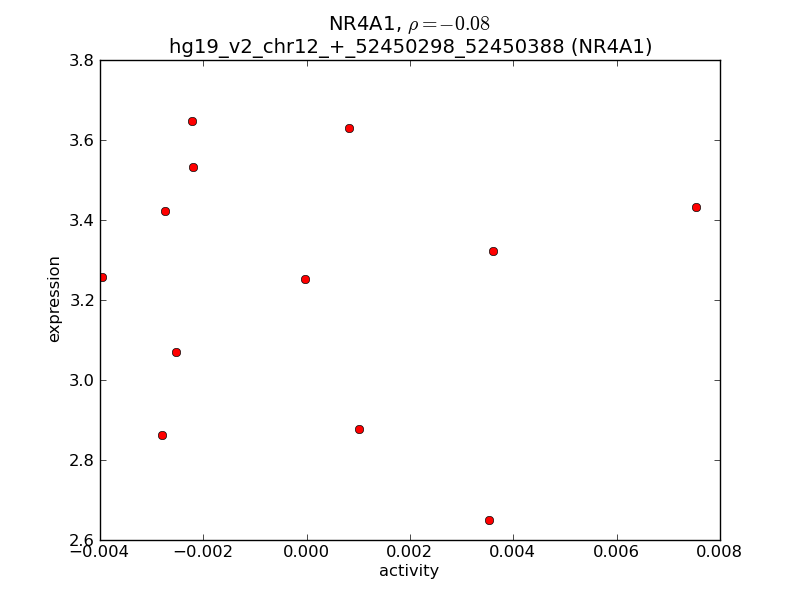 NR4A1, ρ = −0.08
hg19_v2_chr12_+_52450298_52450388 (NR4A1)
3.8
3.6
3.4
3.2
3.0
2.8
2.6
expression
−0.004 −0.002 0.000 0.002 0.004 0.006 0.008
activity